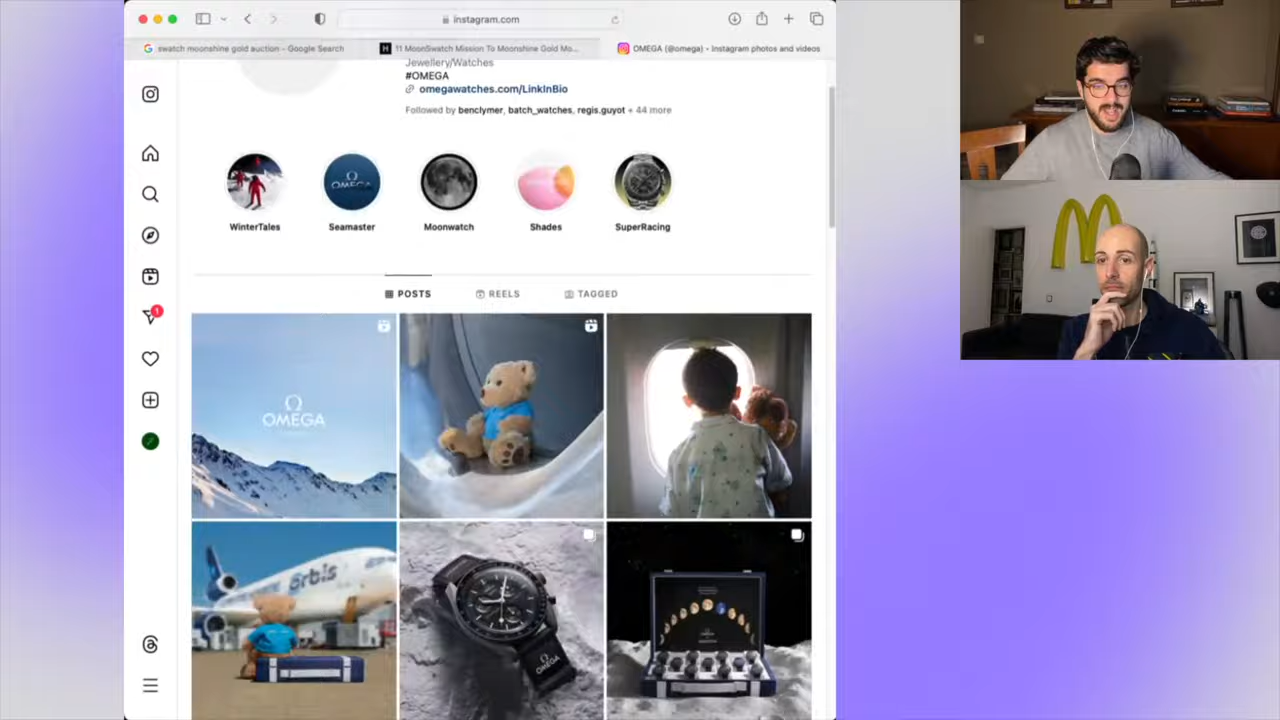 instagram.com
swatch moonshine gold auction – Google Search
11 MoonSwatch Mission To Moonshine Gold Mo...
OMEGA (@omega) • Instagram photos and videos
Jewellery/Watches
#OMEGA
omegawatches.com/LinkInBio
Followed by benclymer, batch_watches, regis.guyot + 44 more
OMEGA
WinterTales
Seamaster
Moonwatch
Shades
SuperRacing
1
POSTS
REELS
TAGGED
OMEGA
orbis
OMEGA